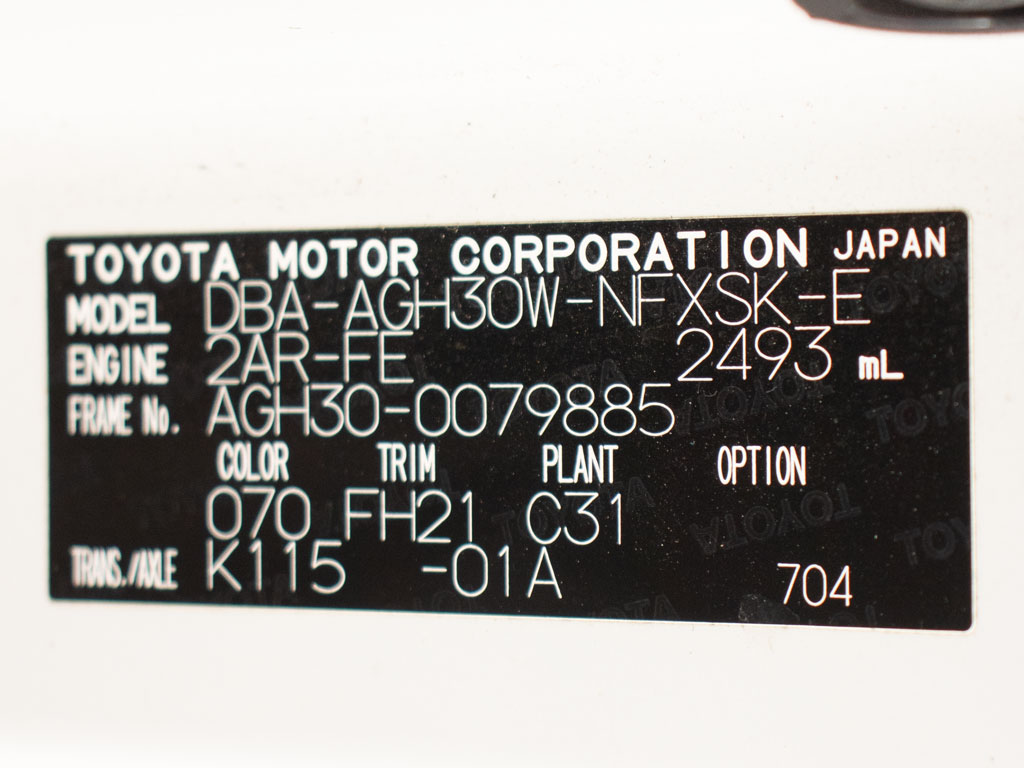 TOYOTA MOTOR CORPORATION JAPAN
MODEL DBA-AGH30W-NFXSK-E
ENGINE 2AR-FE 2493 mL
FRAME No. AGH30-0079885
COLOR TRIM PLANT OPTION
070 FH21 C31
TRANS./AXLE K115 -01A 704